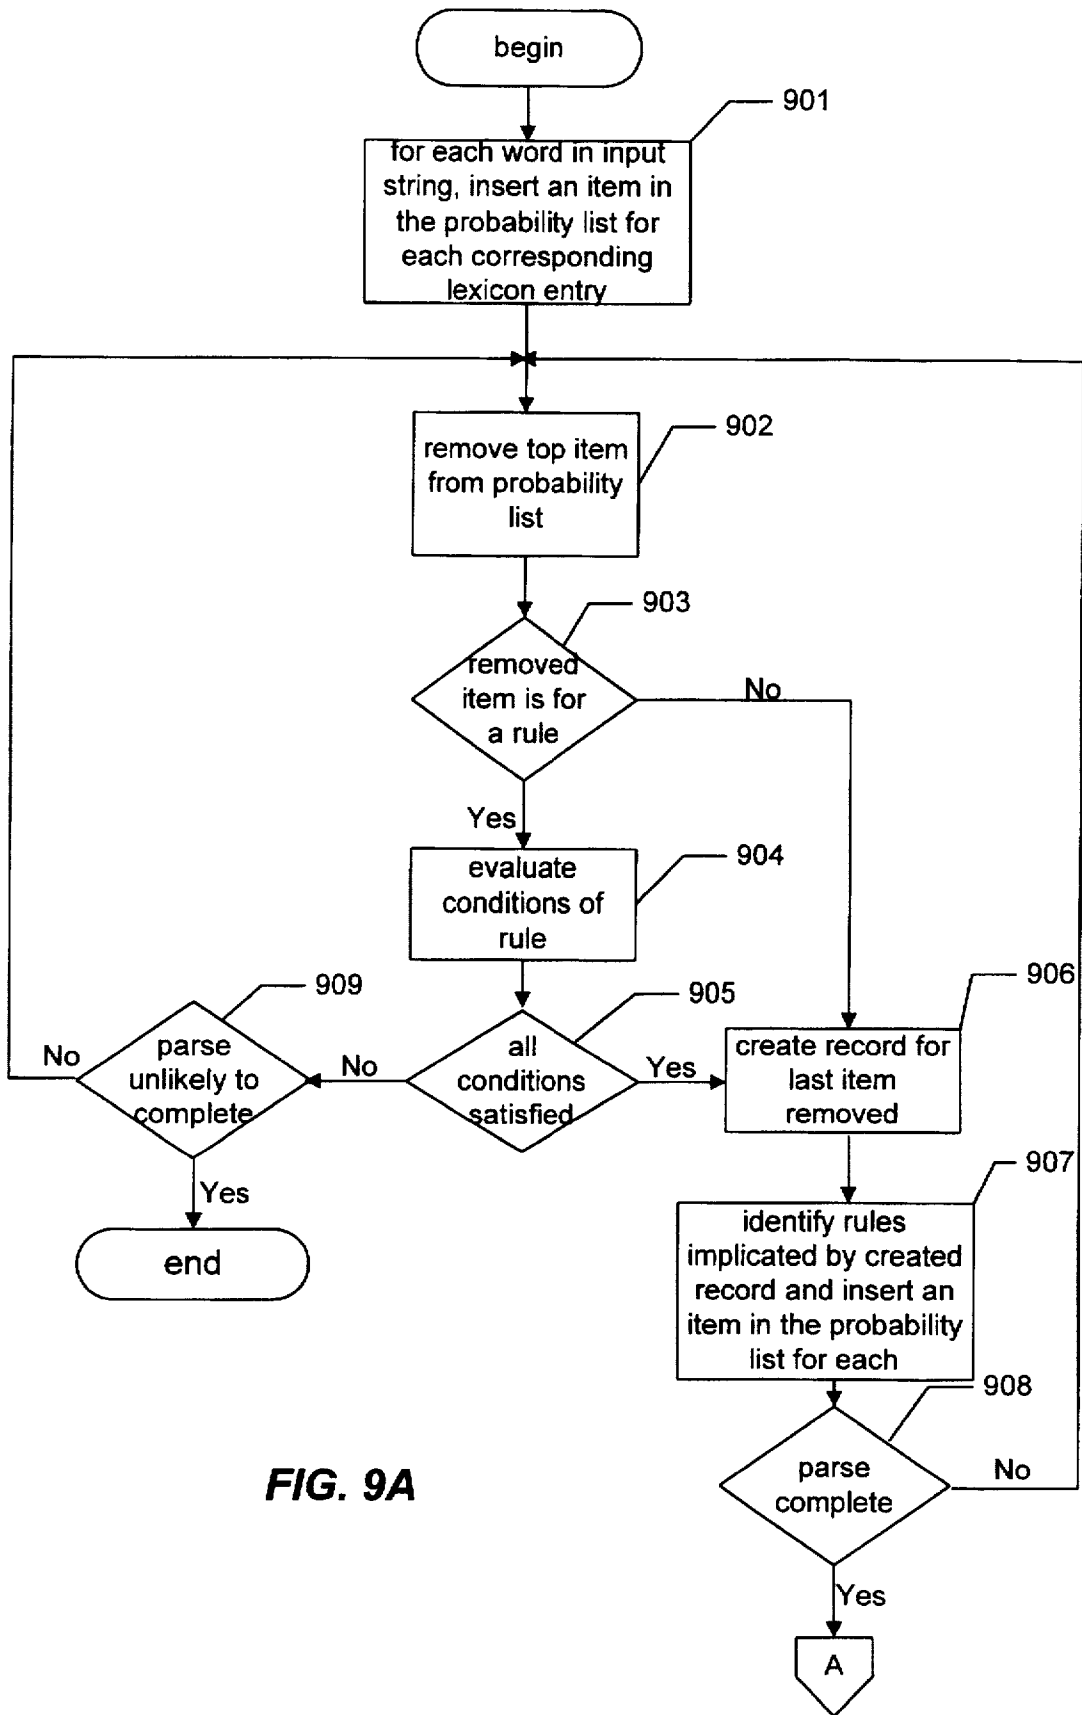 begin
901
for each word in input
string, insert an item in
the probability list for
each corresponding
lexicon entry
902
remove top item
from probability
list
903
removed
item is for
a rule
No
Yes
904
evaluate
conditions of
rule
909
905
906
parse
unlikely to
complete
No
No
all
conditions
satisfied
Yes
create record for
last item
removed
Yes
end
907
identify rules
implicated by created
record and insert an
item in the probability
list for each
908
parse
complete
No
Yes
A
FIG. 9A